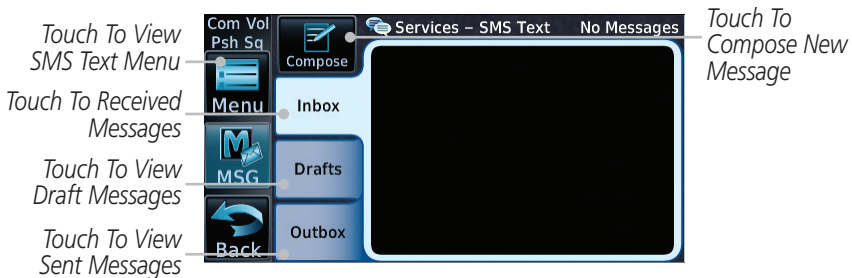 Touch To View
SMS Text Menu
Touch To Received
Messages
Touch To View
Draft Messages
Touch To View
Sent Messages
Com Vol
Psh Sq
Menu
MSG
Back
Compose
Services – SMS Text No Messages
Inbox
Drafts
Outbox
Touch To
Compose New
Message